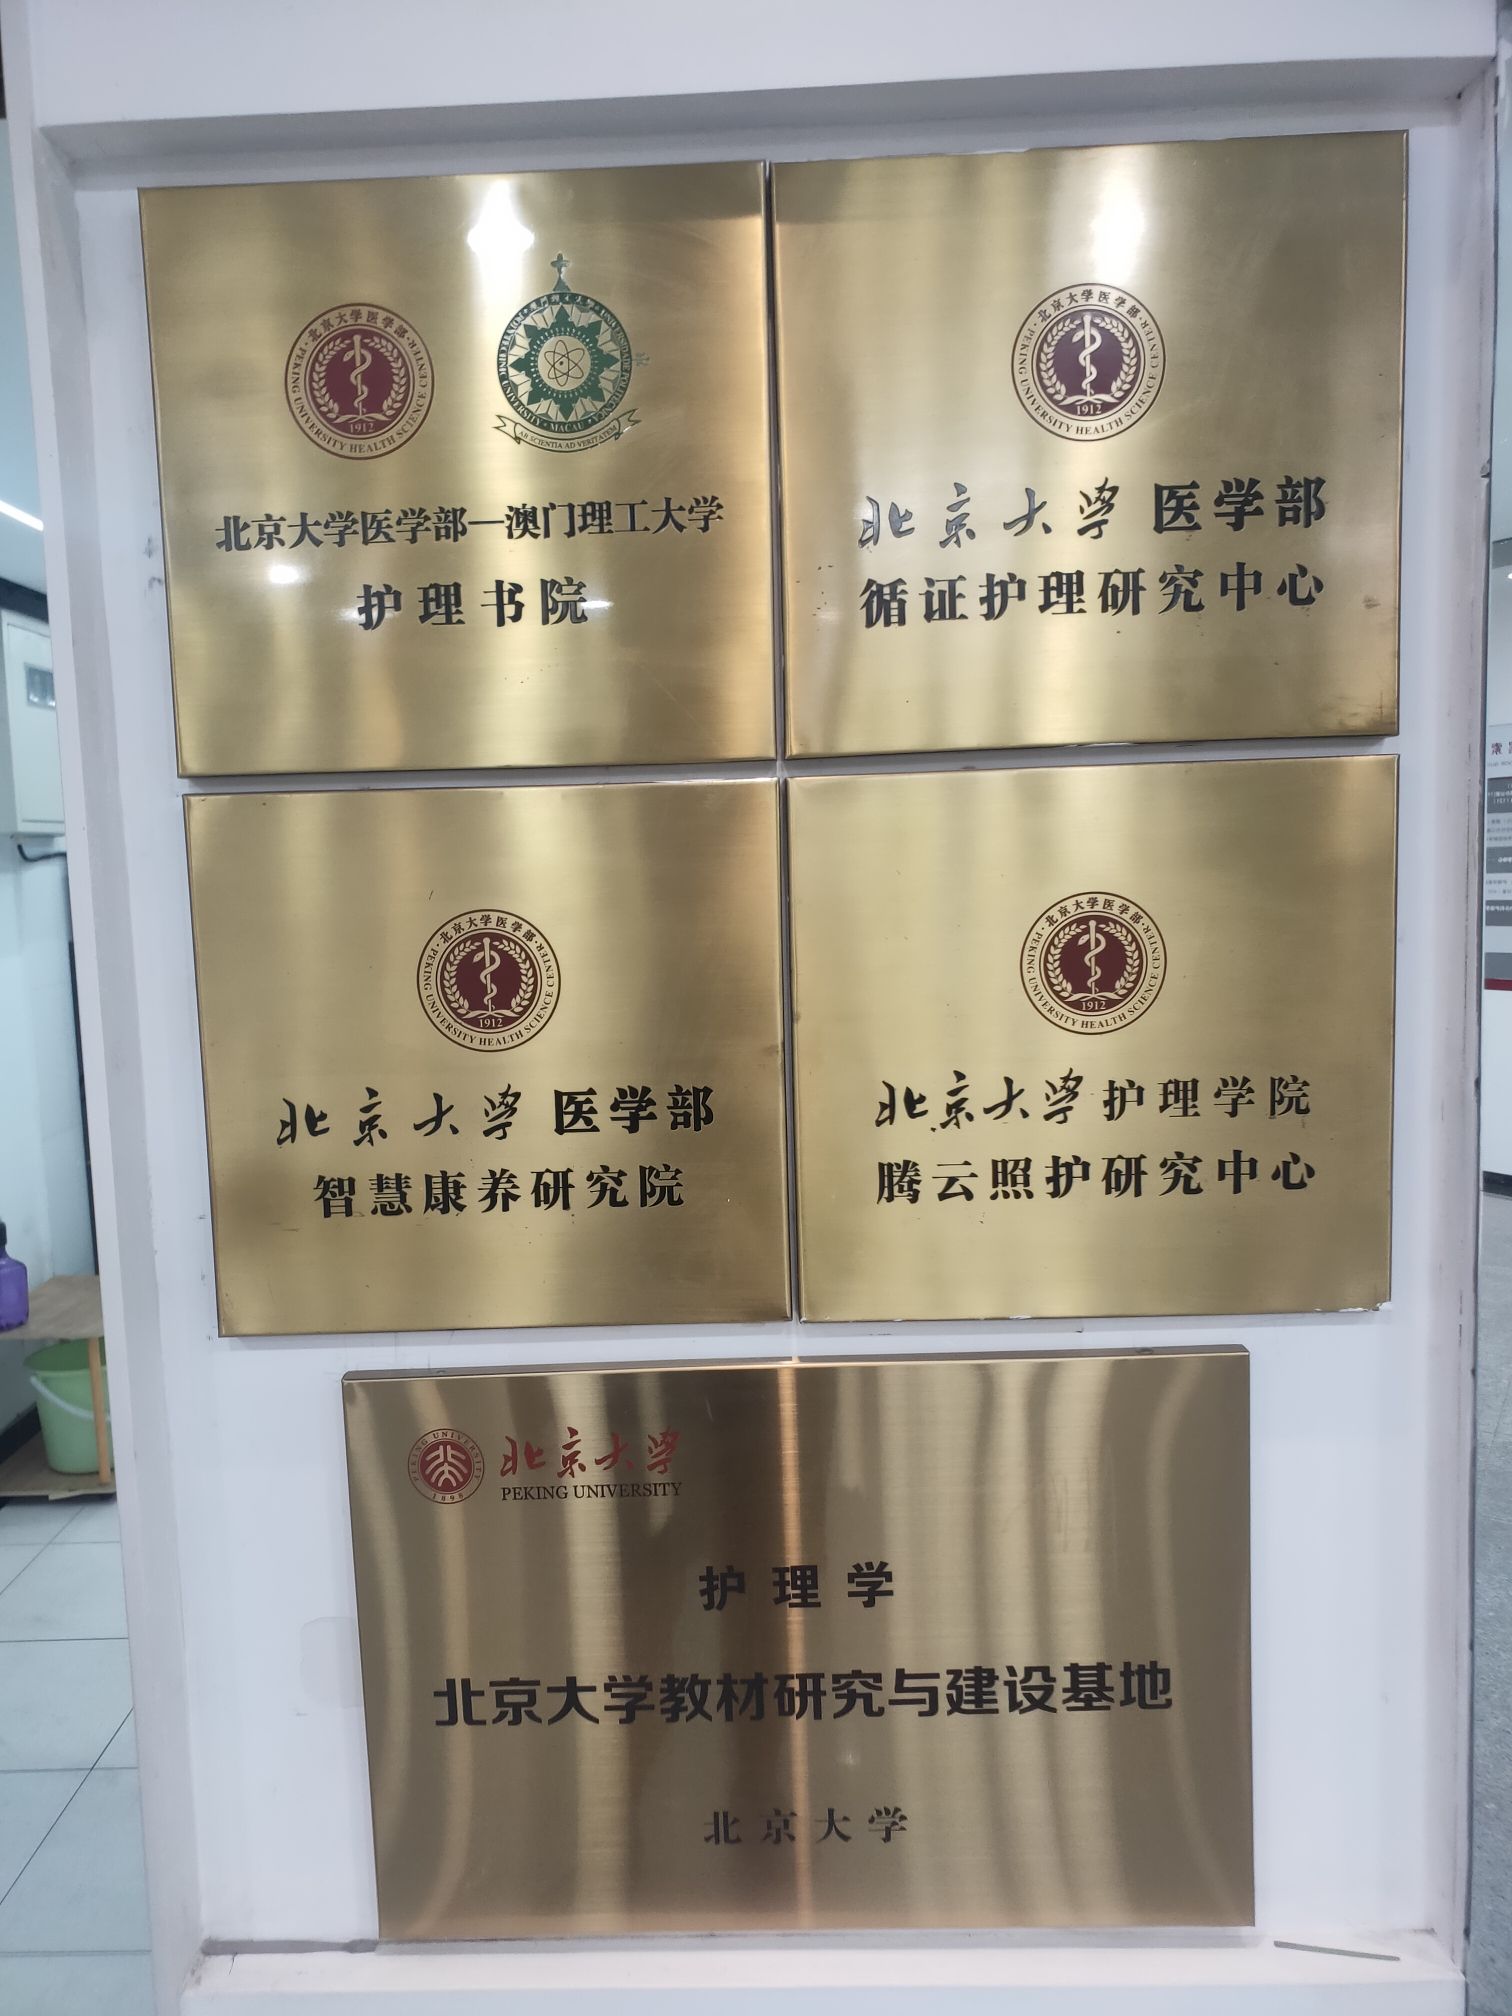 北京大学医学部
PEKING UNIVERSITY HEALTH SCIENCE CENTER
1912
UNIVERSIDADE POLITÉCNICA DE MACAU
POLYTECHNIC UNIVERSITY
AB SCIENTIA AD VERITATEM
北京大学医学部—澳门理工大学
护理书院
北京大学医学部
PEKING UNIVERSITY HEALTH SCIENCE CENTER
1912
北京大学医学部
循证护理研究中心
北京大学医学部
PEKING UNIVERSITY HEALTH SCIENCE CENTER
1912
北京大学医学部
智慧康养研究院
北京大学医学部
PEKING UNIVERSITY HEALTH SCIENCE CENTER
1912
北京大学护理学院
腾云照护研究中心
PEKING UNIVERSITY
1898
北京大学
PEKING UNIVERSITY
护理学
北京大学教材研究与建设基地
北京大学